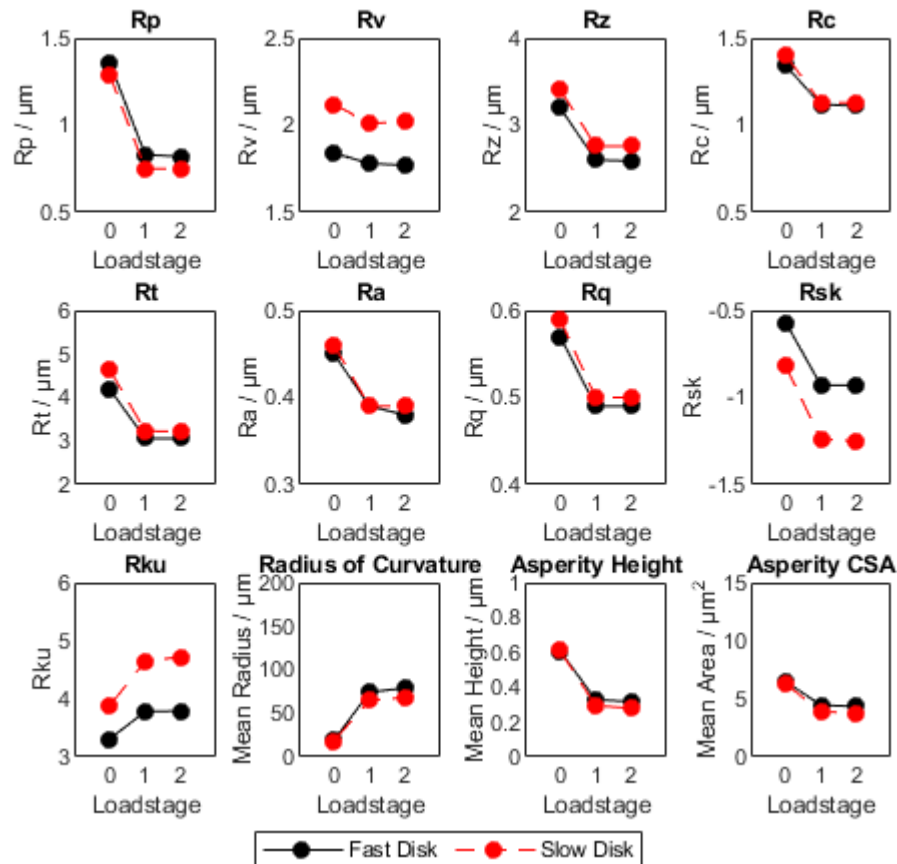 Rp
Rv
Rz
Rc
1.5
1
0.5
Rp / µm
0 1 2
Loadstage
2.5
2
1.5
Rv / µm
0 1 2
Loadstage
4
3
2
Rz / µm
0 1 2
Loadstage
1.5
1
0.5
Rc / µm
0 1 2
Loadstage
Rt
Ra
Rq
Rsk
6
5
4
3
2
Rt / µm
0 1 2
Loadstage
0.5
0.4
0.3
Ra / µm
0 1 2
Loadstage
0.6
0.5
0.4
Rq / µm
0 1 2
Loadstage
-0.5
-1
-1.5
Rsk
0 1 2
Loadstage
Rku
Radius of Curvature
Asperity Height
Asperity CSA
6
5
4
3
Rku
0 1 2
Loadstage
200
150
100
50
0
Mean Radius / µm
0 1 2
Loadstage
1
0.8
0.6
0.4
0.2
0
Mean Height / µm
0 1 2
Loadstage
15
10
5
0
Mean Area / µm²
0 1 2
Loadstage
Fast Disk
Slow Disk